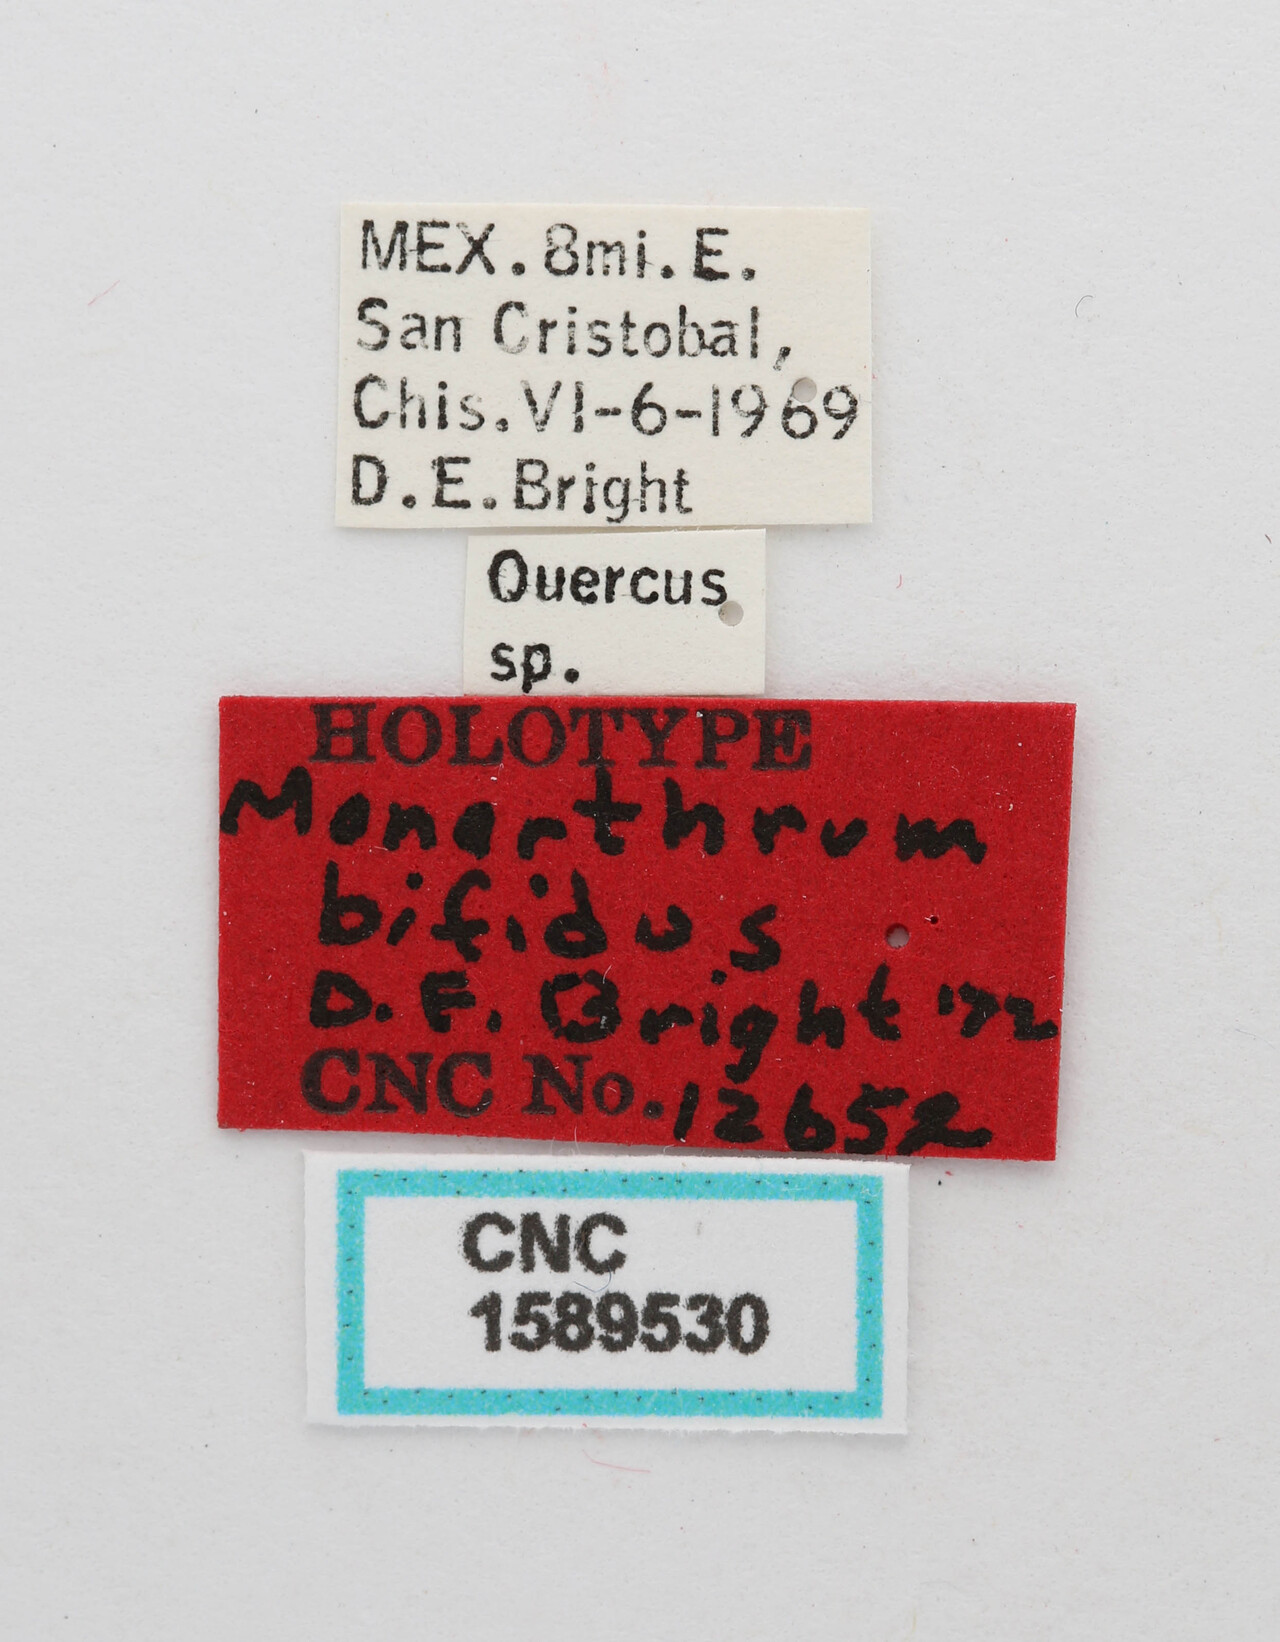 MEX. 8mi. E.
San Cristobal,
Chis. VI-6-1969
D. E. Bright
Quercus
sp.
HOLOTYPE
Monarthrum
bifidus
D. E. Bright '72
CNC No. 12652
CNC
1589530